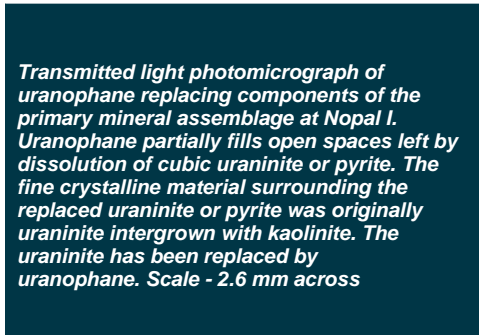 Transmitted light photomicrograph of
uranophane replacing components of the
primary mineral assemblage at Nopal I.
Uranophane partially fills open spaces left by
dissolution of cubic uraninite or pyrite. The
fine crystalline material surrounding the
replaced uraninite or pyrite was originally
uraninite intergrown with kaolinite. The
uraninite has been replaced by
uranophane. Scale - 2.6 mm across